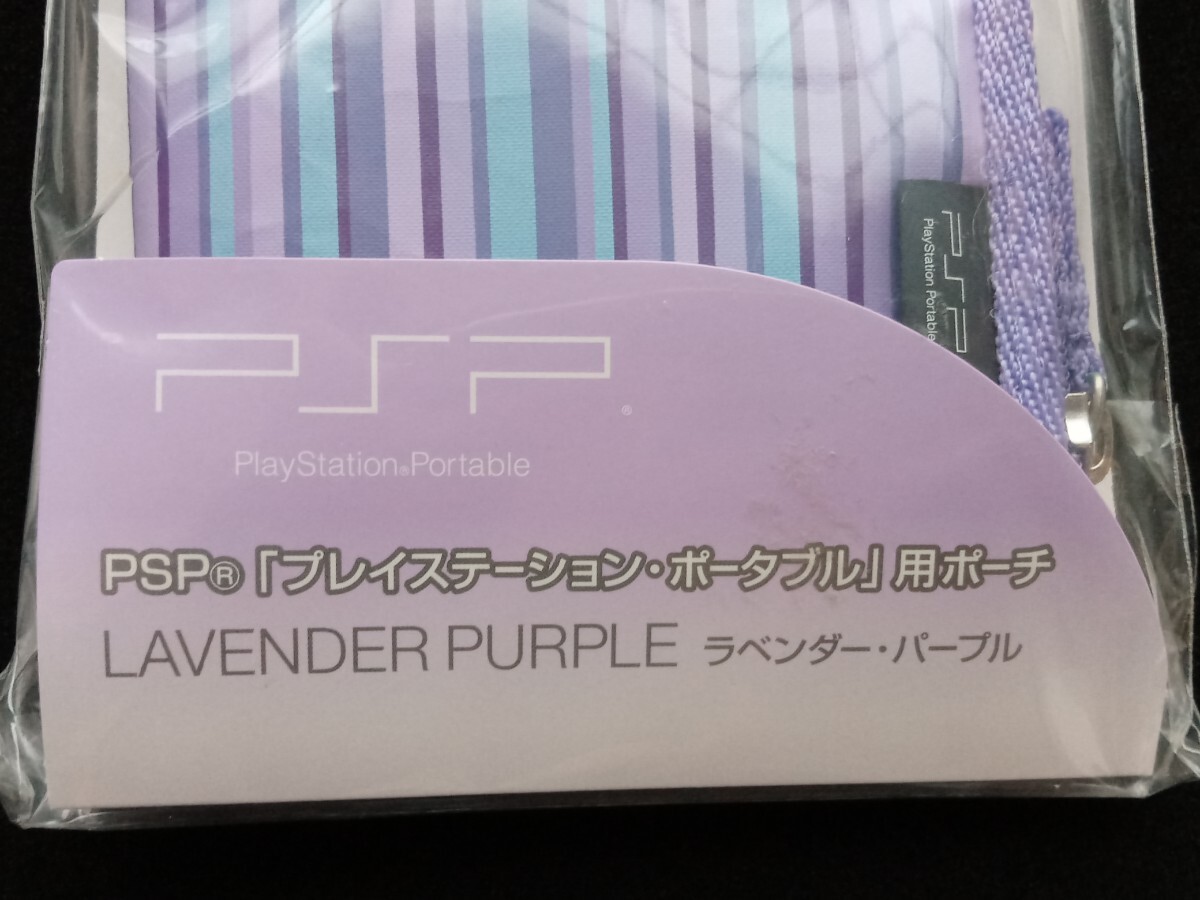 PSP
PlayStation Portable
PSP®
PlayStation®Portable
PSP®「プレイステーション・ポータブル」用ポーチ
LAVENDER PURPLE ラベンダー・パープル